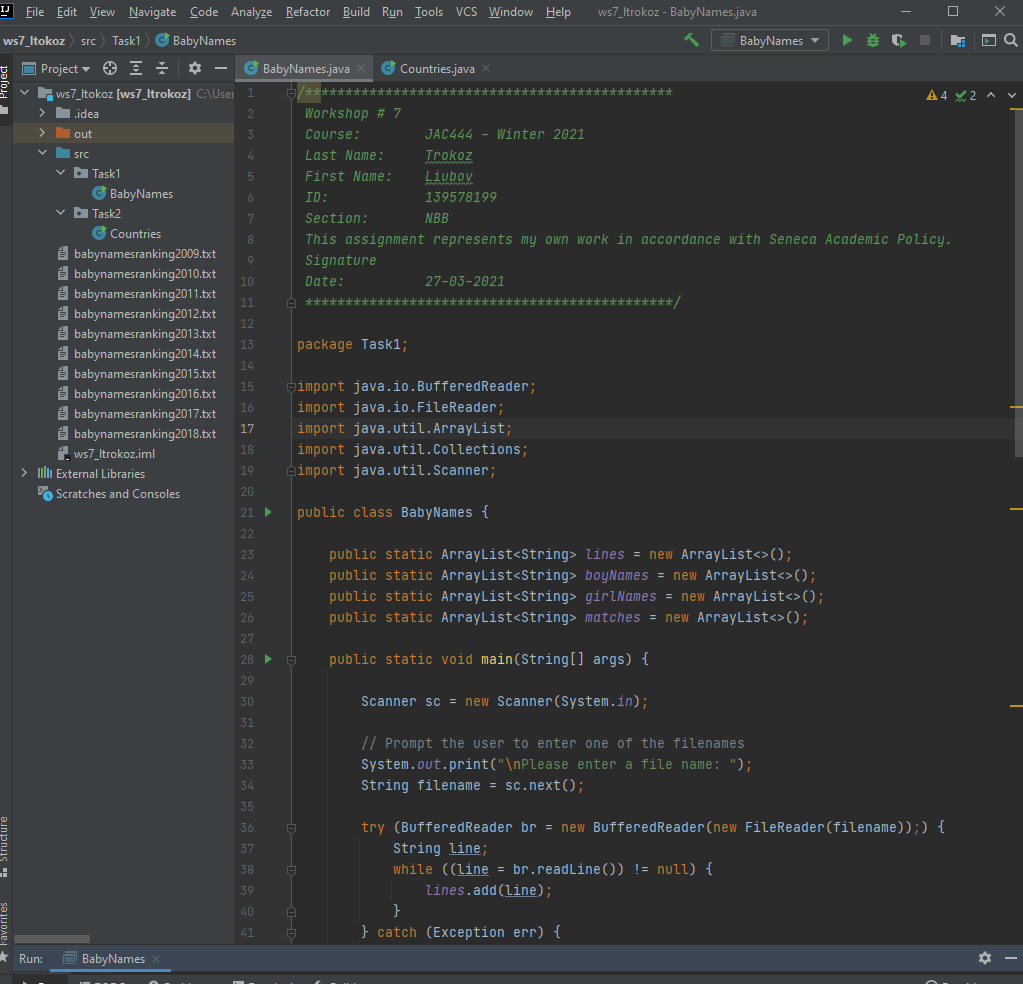 File Edit View Navigate Code Analyze Refactor Build Run Tools VCS Window Help ws7_ltrokoz - BabyNames.java
ws7_ltokoz src Task1 BabyNames BabyNames
Project BabyNames.java Countries.java
Project
ws7_ltokoz [ws7_ltrokoz] C:\User
.idea
out
src
Task1
BabyNames
Task2
Countries
babynamesranking2009.txt
babynamesranking2010.txt
babynamesranking2011.txt
babynamesranking2012.txt
babynamesranking2013.txt
babynamesranking2014.txt
babynamesranking2015.txt
babynamesranking2016.txt
babynamesranking2017.txt
babynamesranking2018.txt
ws7_ltrokoz.iml
External Libraries
Scratches and Consoles
Structure
Favorites
4 2
1 /**********************************************
2 Workshop # 7
3 Course: JAC444 - Winter 2021
4 Last Name: Trokoz
5 First Name: Liubov
6 ID: 139578199
7 Section: NBB
8 This assignment represents my own work in accordance with Seneca Academic Policy.
9 Signature
10 Date: 27-03-2021
11 **********************************************/
12
13 package Task1;
14
15 import java.io.BufferedReader;
16 import java.io.FileReader;
17 import java.util.ArrayList;
18 import java.util.Collections;
19 import java.util.Scanner;
20
21 public class BabyNames {
22
23 public static ArrayList<String> lines = new ArrayList<>();
24 public static ArrayList<String> boyNames = new ArrayList<>();
25 public static ArrayList<String> girlNames = new ArrayList<>();
26 public static ArrayList<String> matches = new ArrayList<>();
27
28 public static void main(String[] args) {
29
30 Scanner sc = new Scanner(System.in);
31
32 // Prompt the user to enter one of the filenames
33 System.out.print("\nPlease enter a file name: ");
34 String filename = sc.next();
35
36 try (BufferedReader br = new BufferedReader(new FileReader(filename));) {
37 String line;
38 while ((line = br.readLine()) != null) {
39 lines.add(line);
40 }
41 } catch (Exception err) {
Run: BabyNames